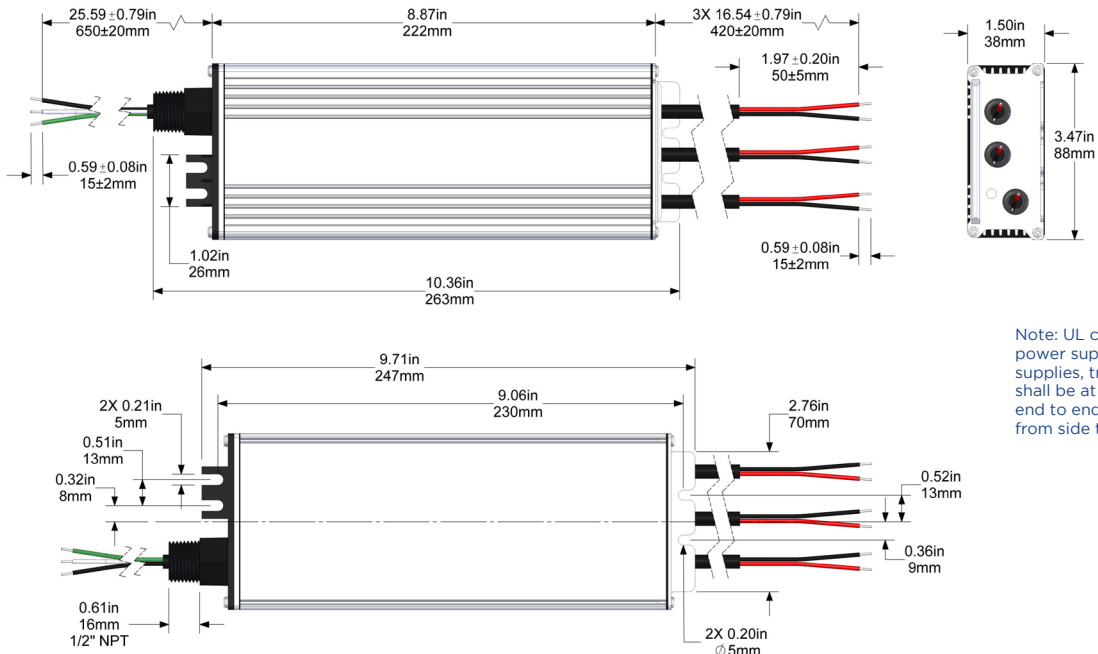 25.59±0.79in
650±20mm
8.87in
222mm
3X 16.54±0.79in
420±20mm
1.97±0.20in
50±5mm
1.50in
38mm
3.47in
88mm
0.59±0.08in
15±2mm
1.02in
26mm
0.59±0.08in
15±2mm
10.36in
263mm
Note: UL c
power sup
supplies, tr
shall be at
end to end
from side t
9.71in
247mm
9.06in
230mm
2X 0.21in
5mm
0.51in
13mm
0.32in
8mm
2.76in
70mm
0.52in
13mm
0.36in
9mm
0.61in
16mm
1/2" NPT
2X 0.20in
∅5mm